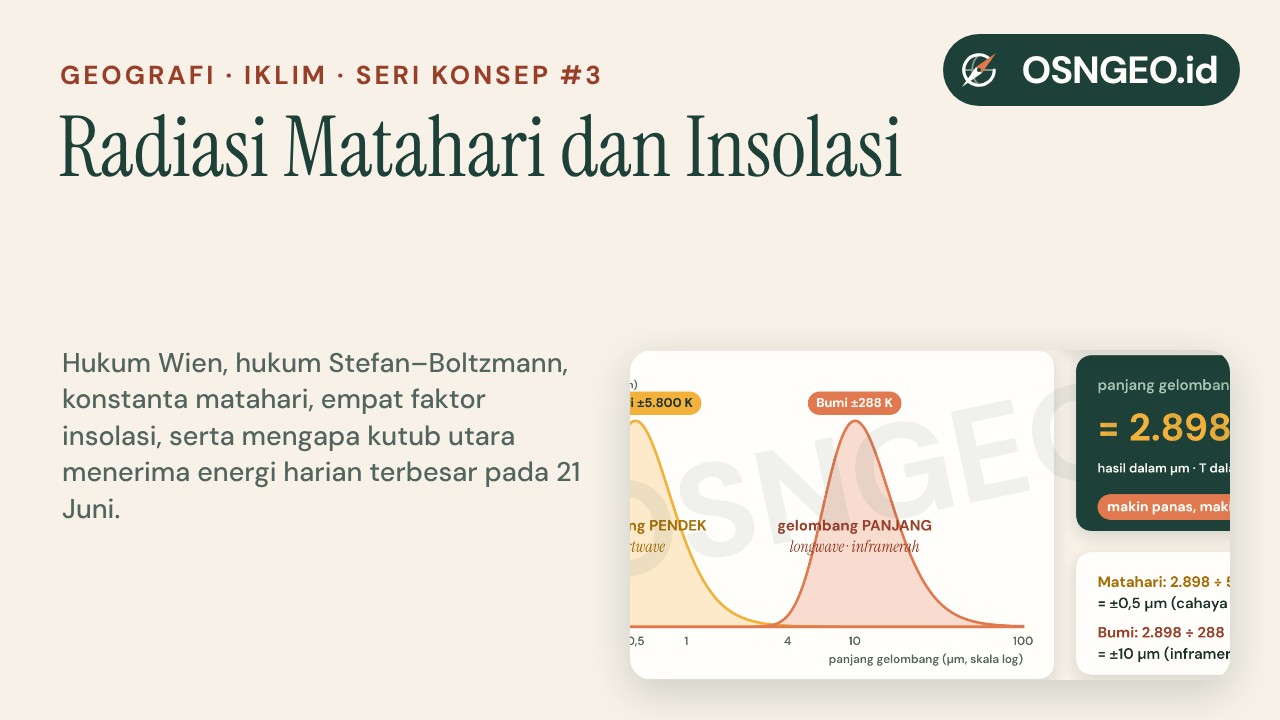 GEOGRAFI · IKLIM · SERI KONSEP #3
OSNGEO.id
Radiasi Matahari dan Insolasi
Hukum Wien, hukum Stefan–Boltzmann,
konstanta matahari, empat faktor
insolasi, serta mengapa kutub utara
menerima energi harian terbesar pada 21
Juni.
±5.800 K
Bumi ±288 K
PENDEK
gelombang PANJANG
longwave · inframerah
0,5
1
4
10
100
panjang gelombang (µm, skala log)
OSNGEO
panjang
= 2.898
hasil dalam µm · T
makin panas,
Matahari: 2.898 ÷
= ±0,5 µm (cahaya
Bumi: 2.898 ÷ 288
= ±10 µm